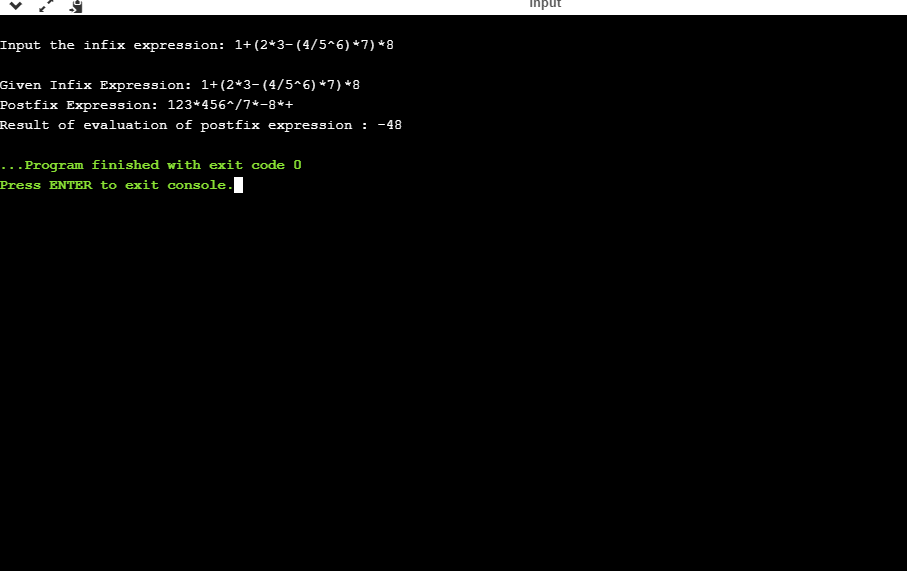 input
Input the infix expression: 1+(2*3-(4/5^6)*7)*8
Given Infix Expression: 1+(2*3-(4/5^6)*7)*8
Postfix Expression: 123*456^/7*-8*+
Result of evaluation of postfix expression : -48
...Program finished with exit code 0
Press ENTER to exit console.